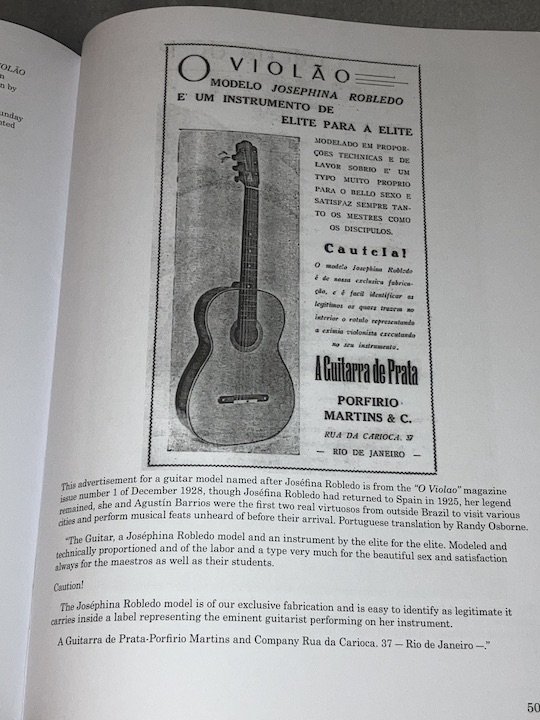 OLÃO
n
n by
unday
ted
O VIOLÃO
MODELO JOSEPHINA ROBLEDO
E' UM INSTRUMENTO DE
ELITE PARA A ELITE
MODELADO EM PROPOR-
ÇÕES TECHNICAS E DE
LAVOR SOBRIO E' UM
TYPO MUITO PROPRIO
PARA O BELLO SEXO E
SATISFAZ SEMPRE TAN-
TO OS MESTRES COMO
OS DISCIPULOS.
Cautela!
O modelo Josephina Robledo
é de nossa exclusiva fabrica-
ção, e é facil identificar os
legitimos os quaes trazem no
interior o rotulo representando
a eximia violonista executando
no seu instrumento.
A Guitarra de Prata
PORFIRIO
MARTINS & C.
RUA DA CARIOCA, 37
— RIO DE JANEIRO —
This advertisement for a guitar model named after Joséfina Robledo is from the "O Violao" magazine
issue number 1 of December 1928, though Joséfina Robledo had returned to Spain in 1925, her legend
remained, she and Agustín Barrios were the first two real virtuosos from outside Brazil to visit various
cities and perform musical feats unheard of before their arrival. Portuguese translation by Randy Osborne.
"The Guitar, a Joséphina Robledo model and an instrument by the elite for the elite. Modeled and
technically proportioned and of the labor and a type very much for the beautiful sex and satisfaction
always for the maestros as well as their students.
Caution!
The Joséphina Robledo model is of our exclusive fabrication and is easy to identify as legitimate it
carries inside a label representing the eminent guitarist performing on her instrument.
A Guitarra de Prata-Porfirio Martins and Company Rua da Carioca. 37 — Rio de Janeiro —."
50